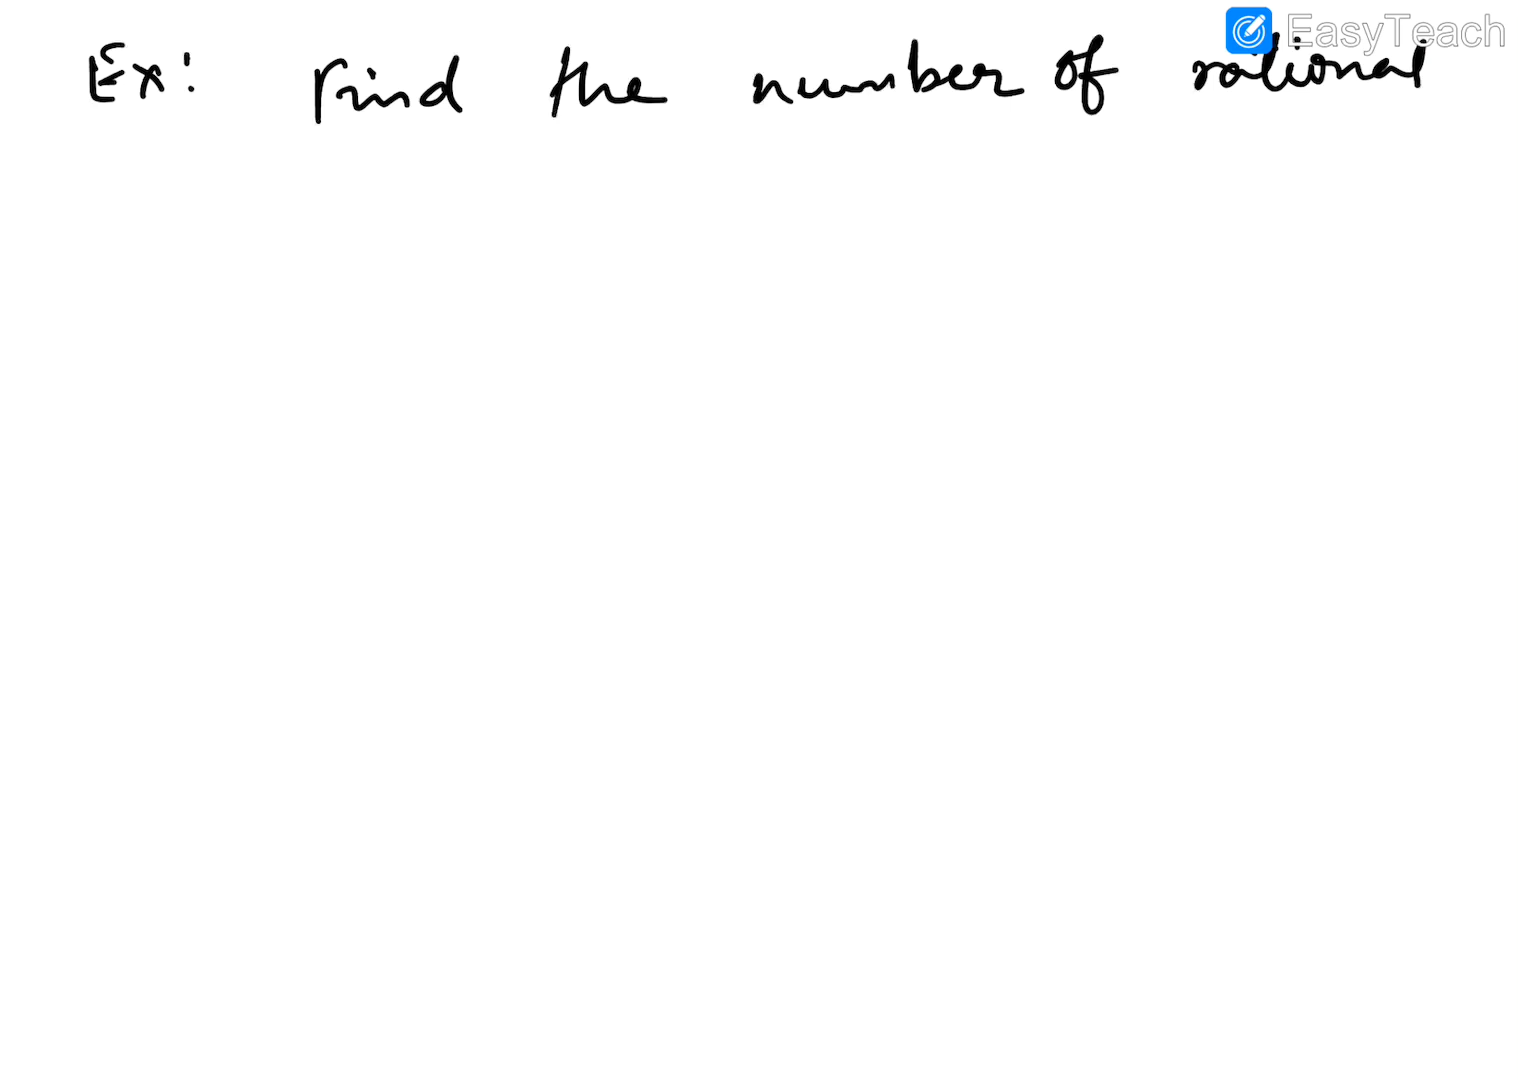 EasyTeach
Ex: Find the number of rational